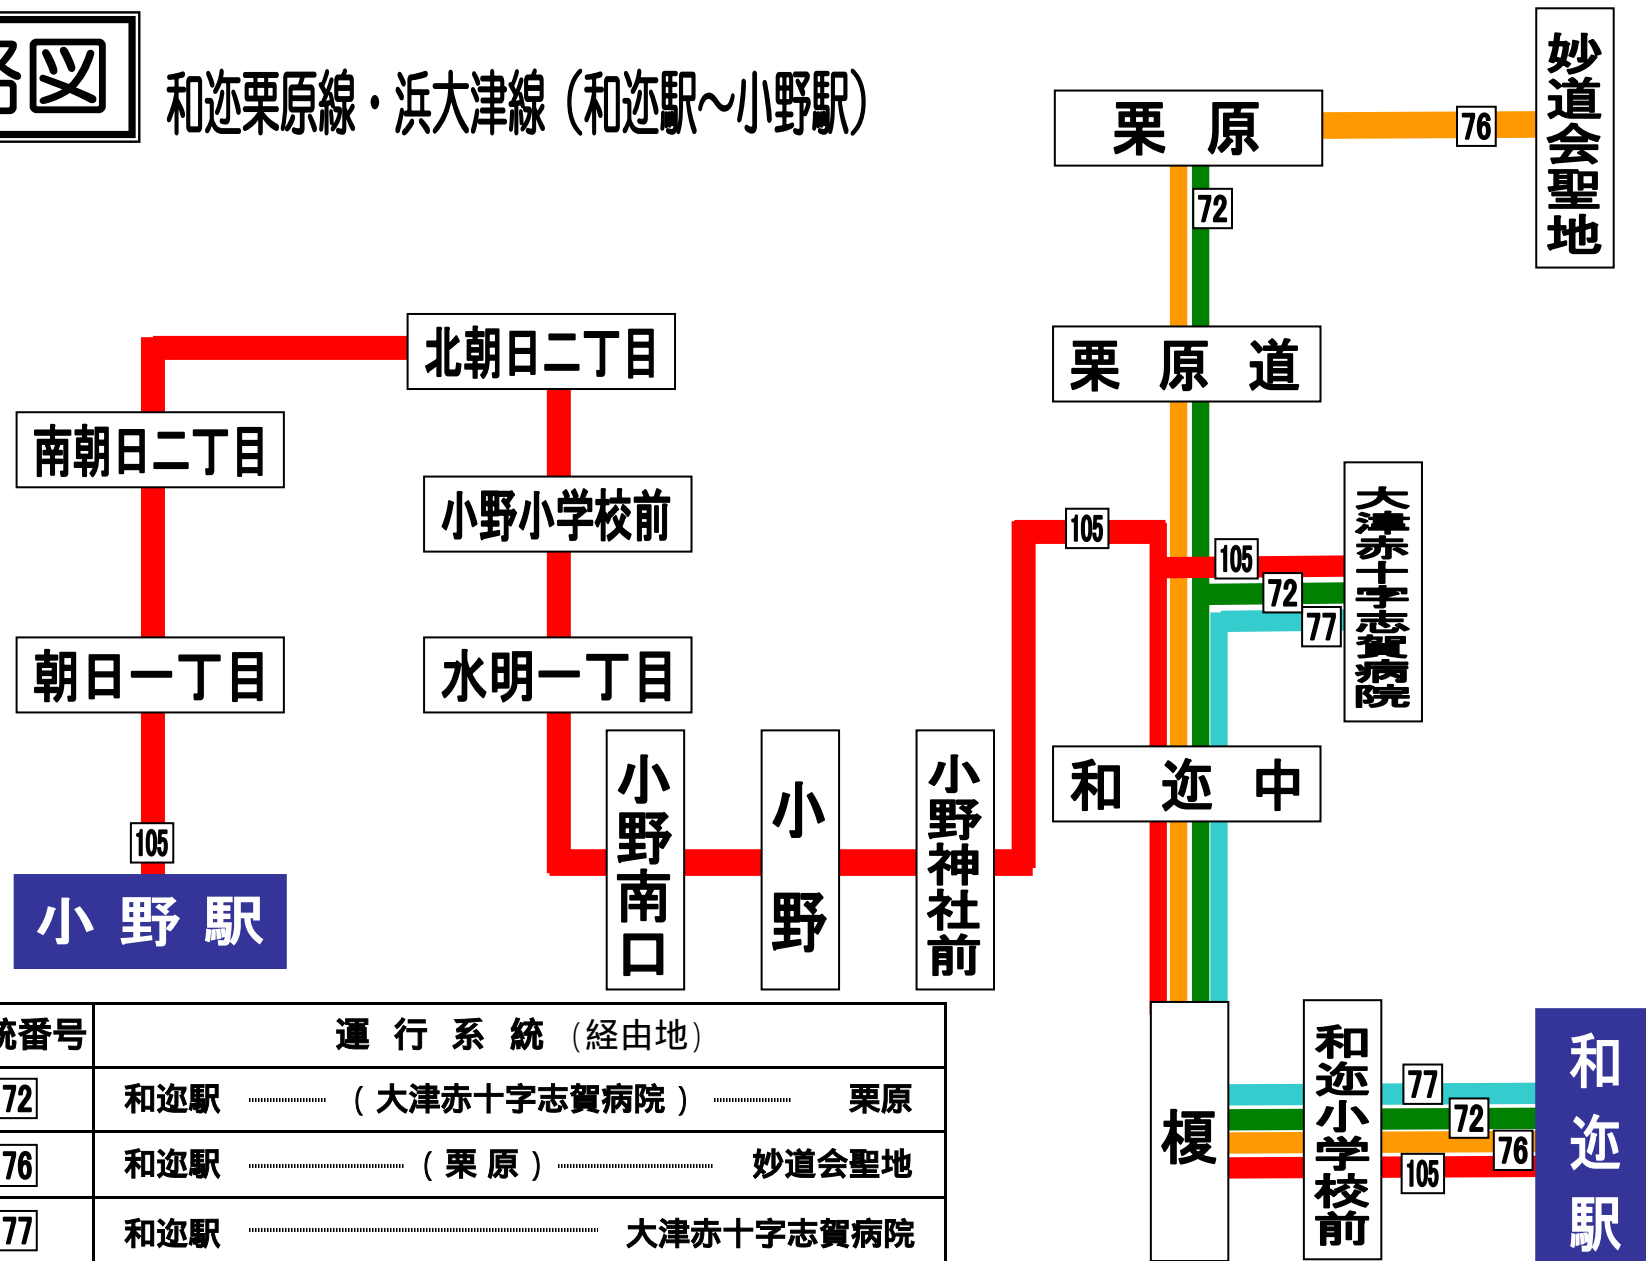 路図
和迩栗原線・浜大津線（和迩駅～小野駅）
栗原
76
妙道会聖地
72
栗原道
北朝日二丁目
南朝日二丁目
小野小学校前
大津赤十字志賀病院
105
105
72
77
朝日一丁目
水明一丁目
小野南口
小野
小野神社前
和迩中
105
小野駅
榎
和迩小学校前
和迩駅
77
72
76
105
統番号 運行系統（経由地）
72 和迩駅 （大津赤十字志賀病院） 栗原
76 和迩駅 （栗原） 妙道会聖地
77 和迩駅 大津赤十字志賀病院